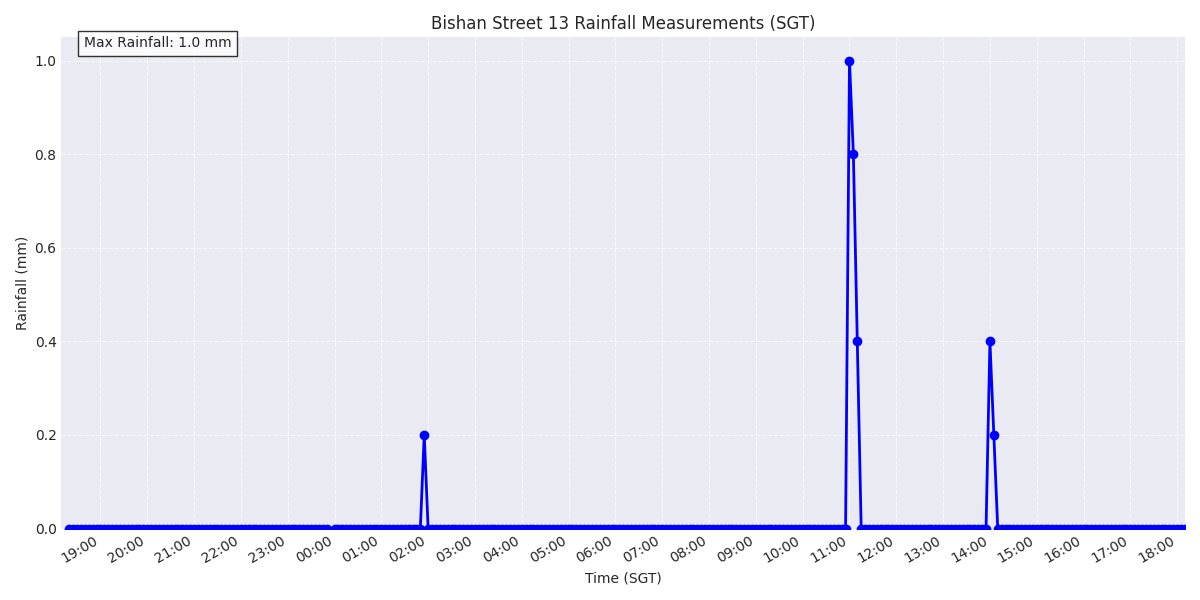 Bishan Street 13 Rainfall Measurements (SGT)
Max Rainfall: 1.0 mm
1.0
0.8
0.6
0.4
0.2
0.0
Rainfall (mm)
19:00 20:00 21:00 22:00 23:00 00:00 01:00 02:00 03:00 04:00 05:00 06:00 07:00 08:00 09:00 10:00 11:00 12:00 13:00 14:00 15:00 16:00 17:00 18:00
Time (SGT)